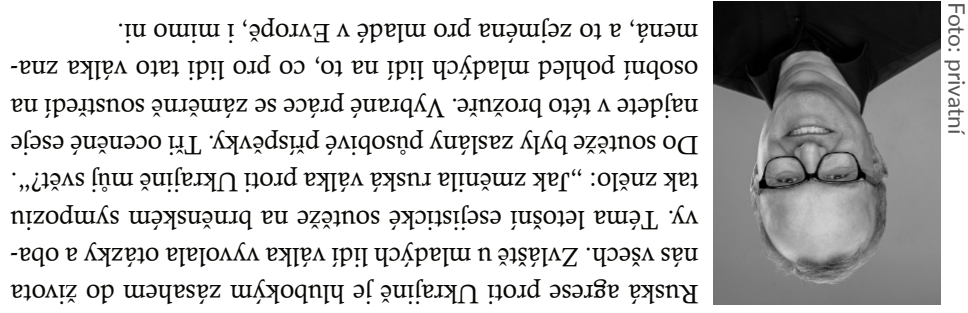 Ruská agrese proti Ukrajině je hlubokým zásahem do života
nás všech. Zvláště u mladých lidí válka vyvolala otázky a oba-
vy. Téma letošní esejistické soutěže na brněnském sympoziu
tak znělo: „Jak změnila ruská válka proti Ukrajině můj svět?“.
Do soutěže byly zaslány působivé příspěvky. Tři oceněné eseje
najdete v této brožuře. Vybrané práce se záměrně soustředí na
osobní pohled mladých lidí na to, co pro lidi tato válka zna-
mená, a to zejména pro mladé v Evropě, i mimo ni.
Foto: privatní